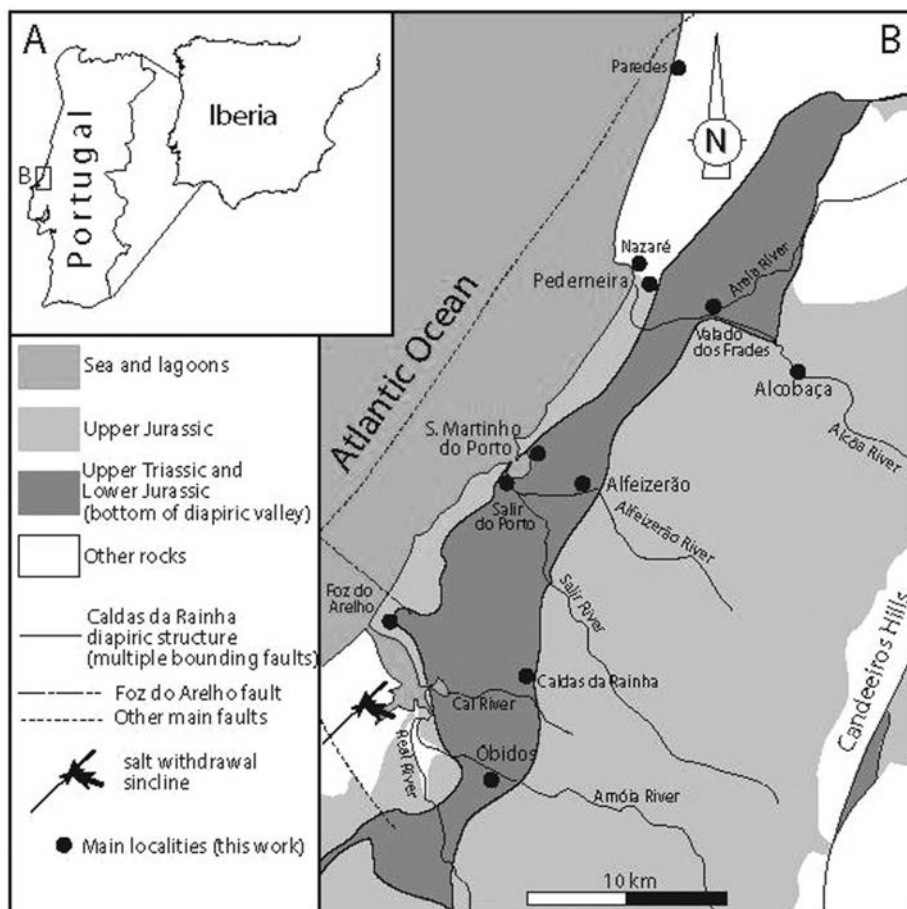 A
B
Portugal
Iberia
B
N
Paredes
Nazaré
Pederneira
Areia River
Valado
dos Frades
Alcobaça
Alcôa River
Atlantic Ocean
S. Martinho
do Porto
Salir
do Porto
Alfeizerão
Alfeizerão River
Salir River
Foz do
Arelho
Caldas da Rainha
Cal River
Real River
Óbidos
Arnóia River
Candeeiros Hills
10 km
Sea and lagoons
Upper Jurassic
Upper Triassic and
Lower Jurassic
(bottom of diapiric valley)
Other rocks
Caldas da Rainha
diapiric structure
(multiple bounding faults)
Foz do Arelho fault
Other main faults
salt withdrawal
sincline
Main localities (this work)